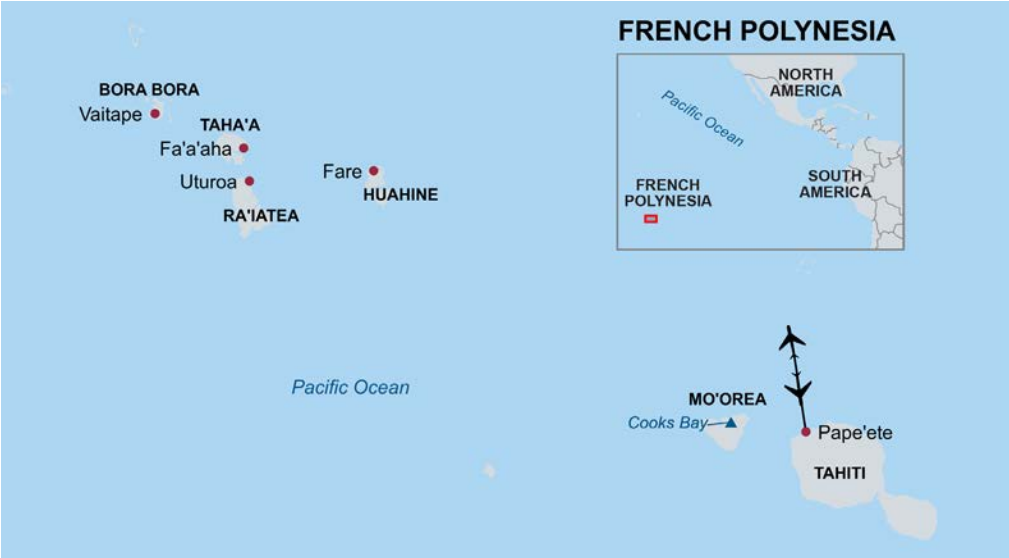 FRENCH POLYNESIA
NORTH
AMERICA
Pacific Ocean
SOUTH
AMERICA
FRENCH
POLYNESIA
BORA BORA
Vaitape
TAHA'A
Fa'a'aha
Uturoa
RA'IATEA
Fare
HUAHINE
Pacific Ocean
MO'OREA
Cooks Bay
Pape'ete
TAHITI